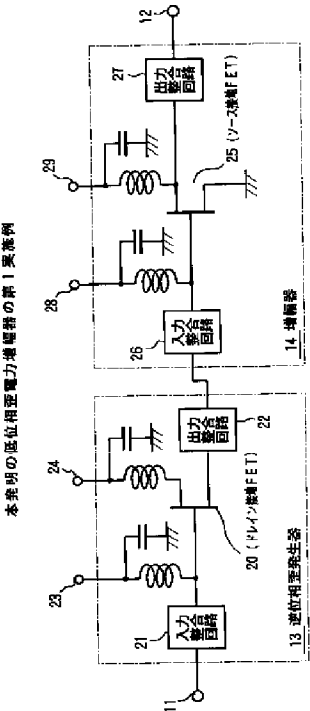 本発明の低位相歪電力増幅器の第1実施例
11
21
入力
整合
回路
23
24
20 (ドレイン接地FET)
出力
整合
回路
22
13 逆位相歪発生器
26
入力
整合
回路
28
29
25 (ソース接地FET)
27
出力
整合
回路
12
14 増幅器